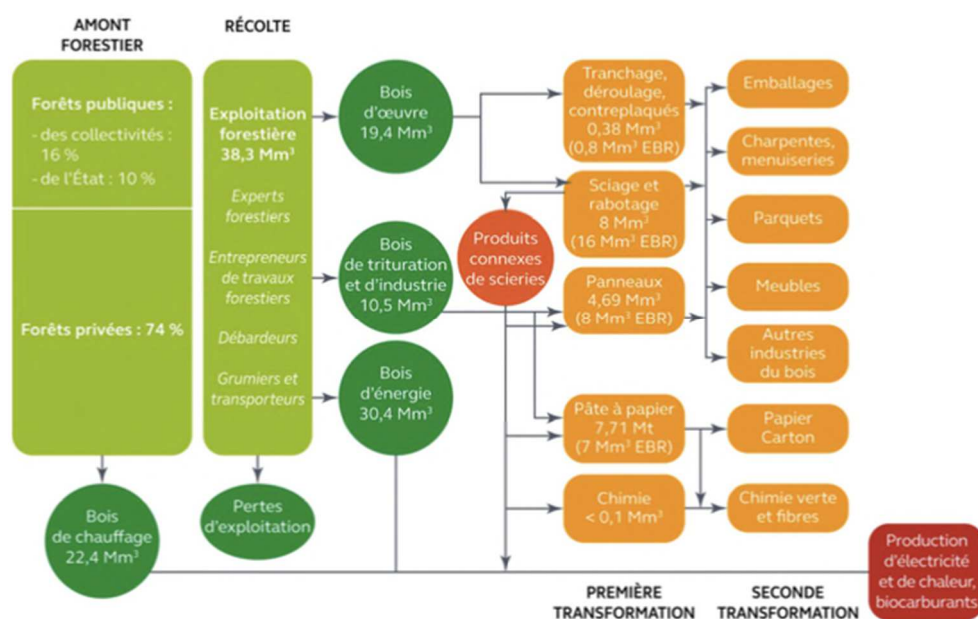 AMONT
FORESTIER
RÉCOLTE
Forêts publiques :
- des collectivités :
16 %
- de l'État : 10 %
Forêts privées : 74 %
Exploitation
forestière
38,3 Mm³
Experts
forestiers
Entrepreneurs
de travaux
forestiers
Débardeurs
Grumiers et
transporteurs
Bois
d'œuvre
19,4 Mm³
Bois
de trituration
et d'industrie
10,5 Mm³
Bois
d'énergie
30,4 Mm³
Bois
de chauffage
22,4 Mm³
Pertes
d'exploitation
Produits
connexes
de scieries
Tranchage,
déroulage,
contreplaqués
0,38 Mm³
(0,8 Mm³ EBR)
Sciage et
rabotage
8 Mm³
(16 Mm³ EBR)
Panneaux
4,69 Mm³
(8 Mm³ EBR)
Pâte à papier
7,71 Mt
(7 Mm³ EBR)
Chimie
< 0,1 Mm³
Emballages
Charpentes,
menuiseries
Parquets
Meubles
Autres
industries
du bois
Papier
Carton
Chimie verte
et fibres
Production
d'électricité
et de chaleur,
biocarburants
PREMIÈRE
TRANSFORMATION
SECONDE
TRANSFORMATION